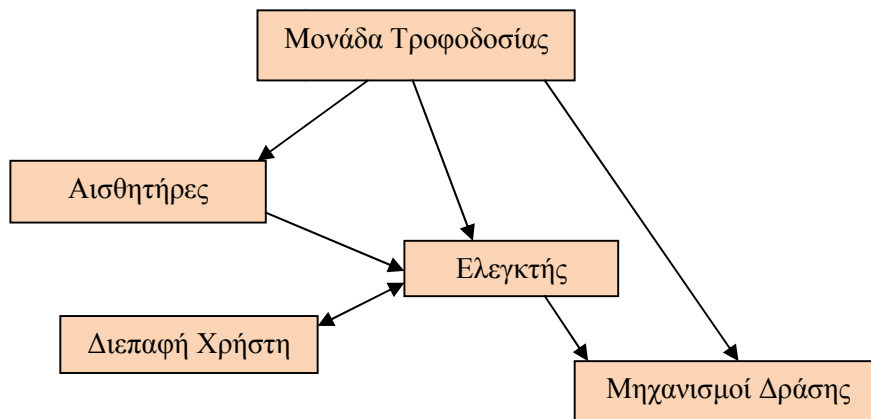 Μονάδα Τροφοδοσίας
Αισθητήρες
Ελεγκτής
Διεπαφή Χρήστη
Μηχανισμοί Δράσης